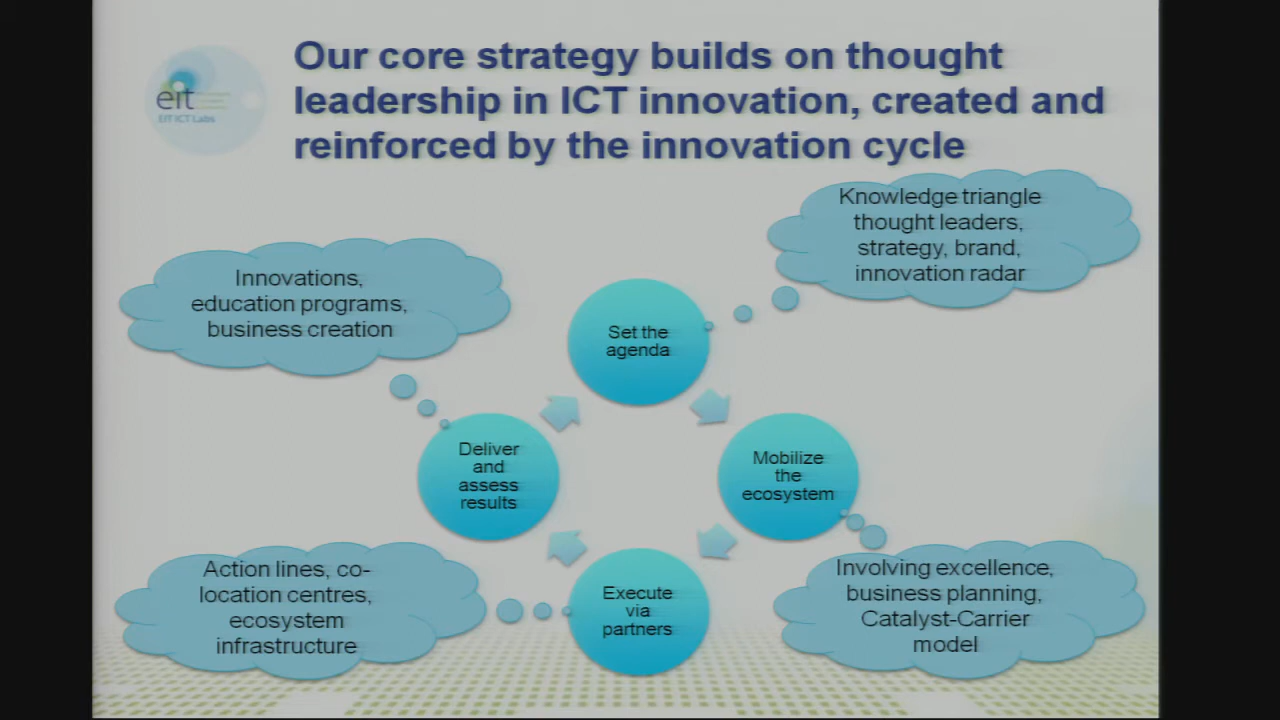 Our core strategy builds on thought
leadership in ICT innovation, created and
reinforced by the innovation cycle
eit
EIT ICT Labs
Knowledge triangle
thought leaders,
strategy, brand,
innovation radar
Innovations,
education programs,
business creation
Set the
agenda
Deliver
and
assess
results
Mobilize
the
ecosystem
Execute
via
partners
Action lines, co-
location centres,
ecosystem
infrastructure
Involving excellence,
business planning,
Catalyst-Carrier
model